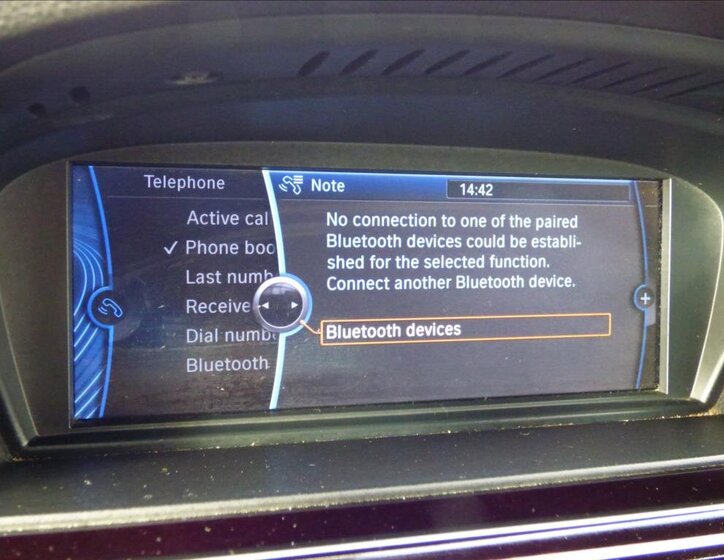 Telephone
Active cal
Phone boo
Last numb
Receive
Dial numb
Bluetooth
Note
14:42
No connection to one of the paired
Bluetooth devices could be establi-
shed for the selected function.
Connect another Bluetooth device.
Bluetooth devices